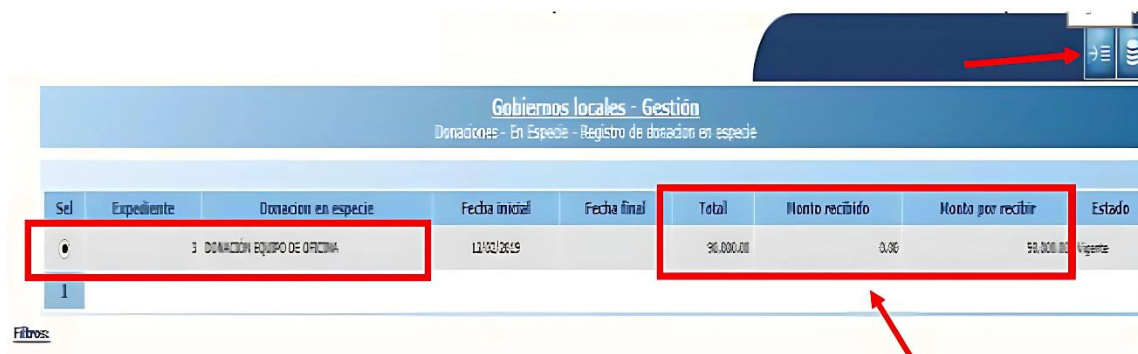 Gobiernos locales - Gestión
Donaciones - En Especie - Registro de donacion en especie
Sel Expediente Donacion en especie Fecha inicial Fecha final Total Monto recibido Monto por recibir Estado
3 DONACIÓN EQUIPO DE OFICINA 0.00 Vigente
1
Filtros: